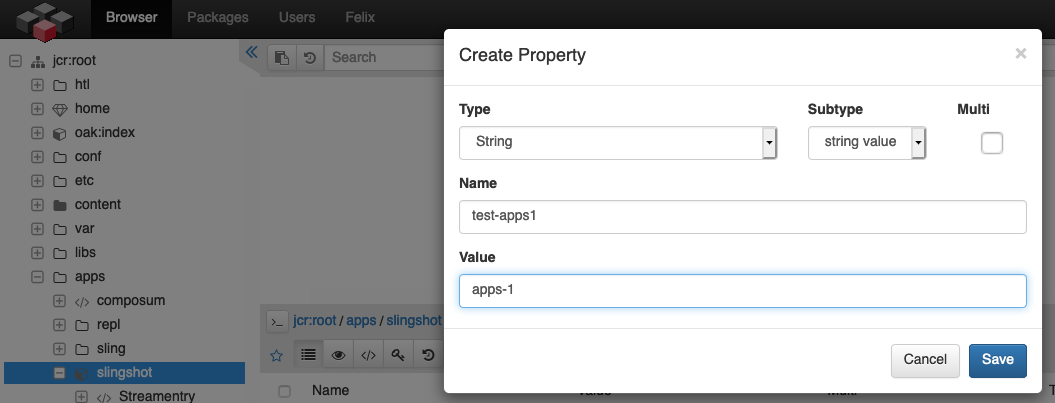 Browser Packages Users Felix
jcr:root
htl
home
oak:index
conf
etc
content
var
libs
apps
composum
repl
sling
slingshot
Streamentry
Search
jcr:root / apps / slingshot
Name
Create Property ×
Type Subtype Multi
String string value
Name
test-apps1
Value
apps-1
Cancel Save